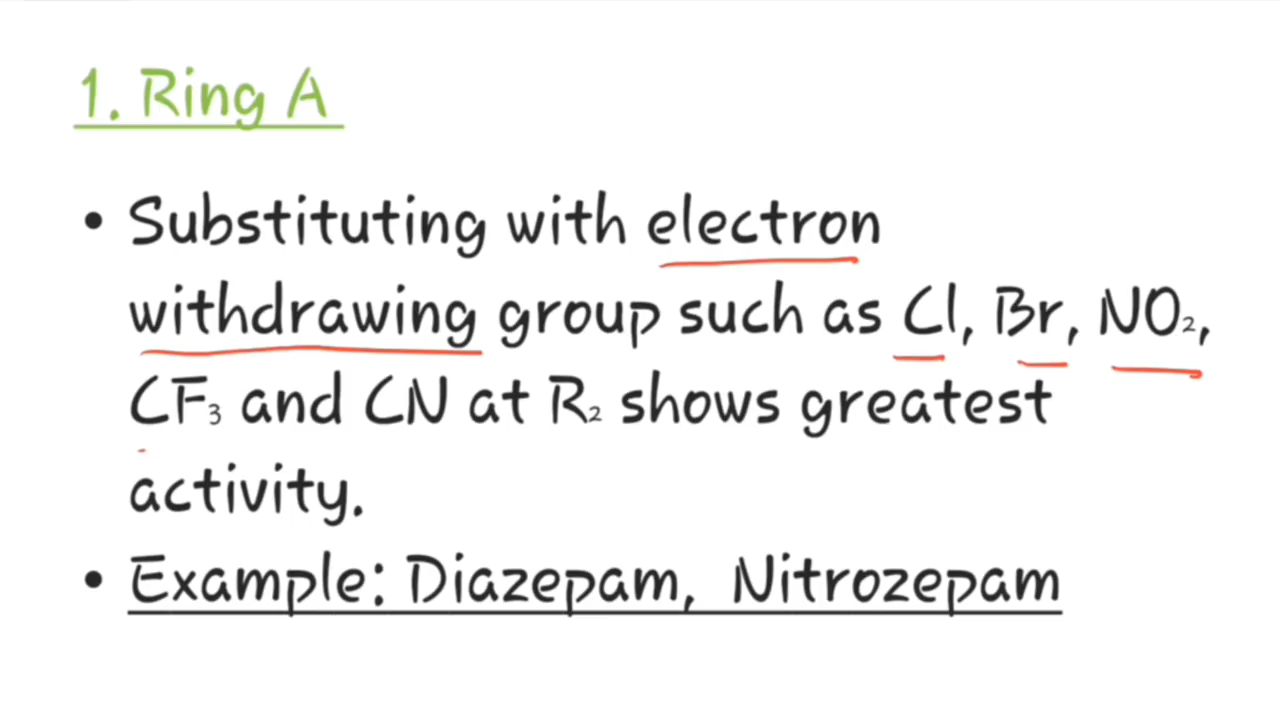 1. Ring A
• Substituting with electron
withdrawing group such as Cl, Br, NO₂,
CF₃ and CN at R₂ shows greatest
activity.
• Example: Diazepam, Nitrozepam